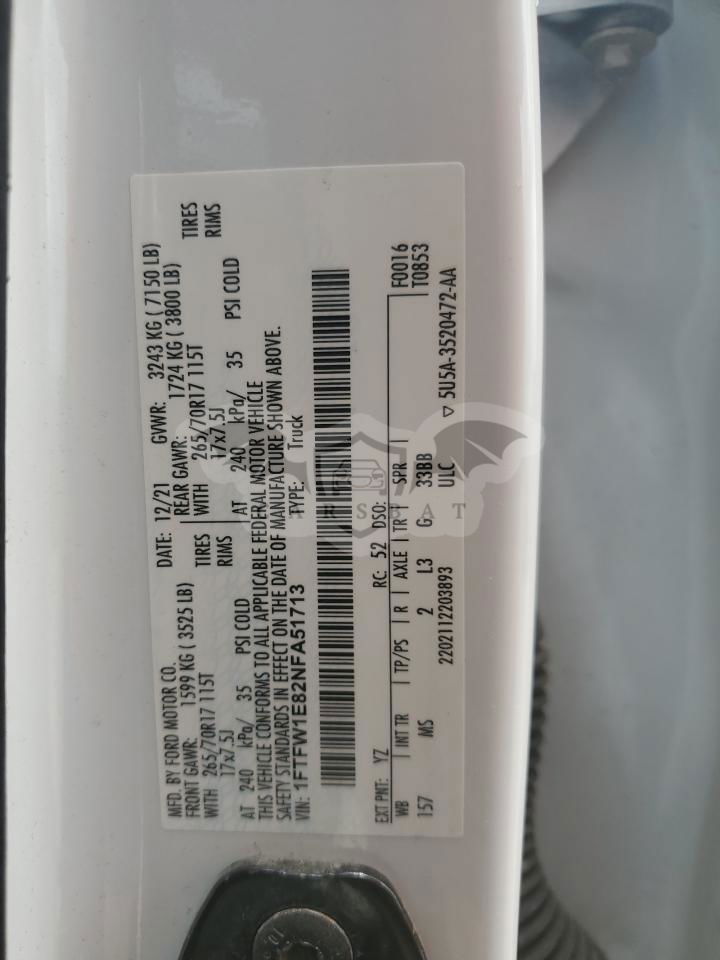 MFD. BY FORD MOTOR CO.
DATE: 12/21 GVWR: 3243 KG ( 7150 LB)
FRONT GAWR: 1599 KG ( 3525 LB) REAR GAWR: 1724 KG ( 3800 LB)
WITH 265/70R17 115T TIRES WITH 265/70R17 115T TIRES
17x7.5J RIMS 17x7.5J RIMS
AT 240 kPa/ 35 PSI COLD AT 240 kPa/ 35 PSI COLD
THIS VEHICLE CONFORMS TO ALL APPLICABLE FEDERAL MOTOR VEHICLE
SAFETY STANDARDS IN EFFECT ON THE DATE OF MANUFACTURE SHOWN ABOVE.
VIN: 1FTFW1E82NFA51713 TYPE: Truck
EXT PNT: YZ RC: 52 DSO: F0016
WB INT TR TP/PS R AXLE TR SPR T0853
157 MS 2 L3 G 33BB
2202112203893 ULC ▽ 5U5A-3520472-AA
ARSBAT